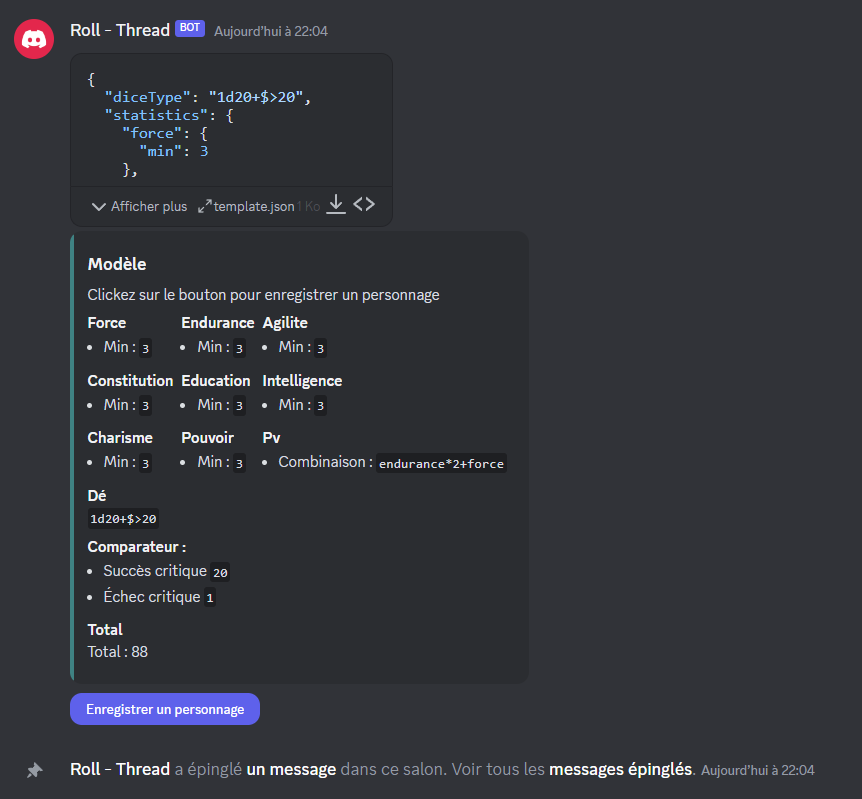 Roll - Thread BOT Aujourd'hui à 22:04
{
"diceType": "1d20+$>20",
"statistics": {
"force": {
"min": 3
},
Afficher plus template.json 1 Ko
Modèle
Clickez sur le bouton pour enregistrer un personnage
Force Endurance Agilite
• Min : 3 • Min : 3 • Min : 3
Constitution Education Intelligence
• Min : 3 • Min : 3 • Min : 3
Charisme Pouvoir Pv
• Min : 3 • Min : 3 • Combinaison : endurance*2+force
Dé
1d20+$>20
Comparateur :
• Succès critique 20
• Échec critique 1
Total
Total : 88
Enregistrer un personnage
Roll - Thread a épinglé un message dans ce salon. Voir tous les messages épinglés. Aujourd'hui à 22:04